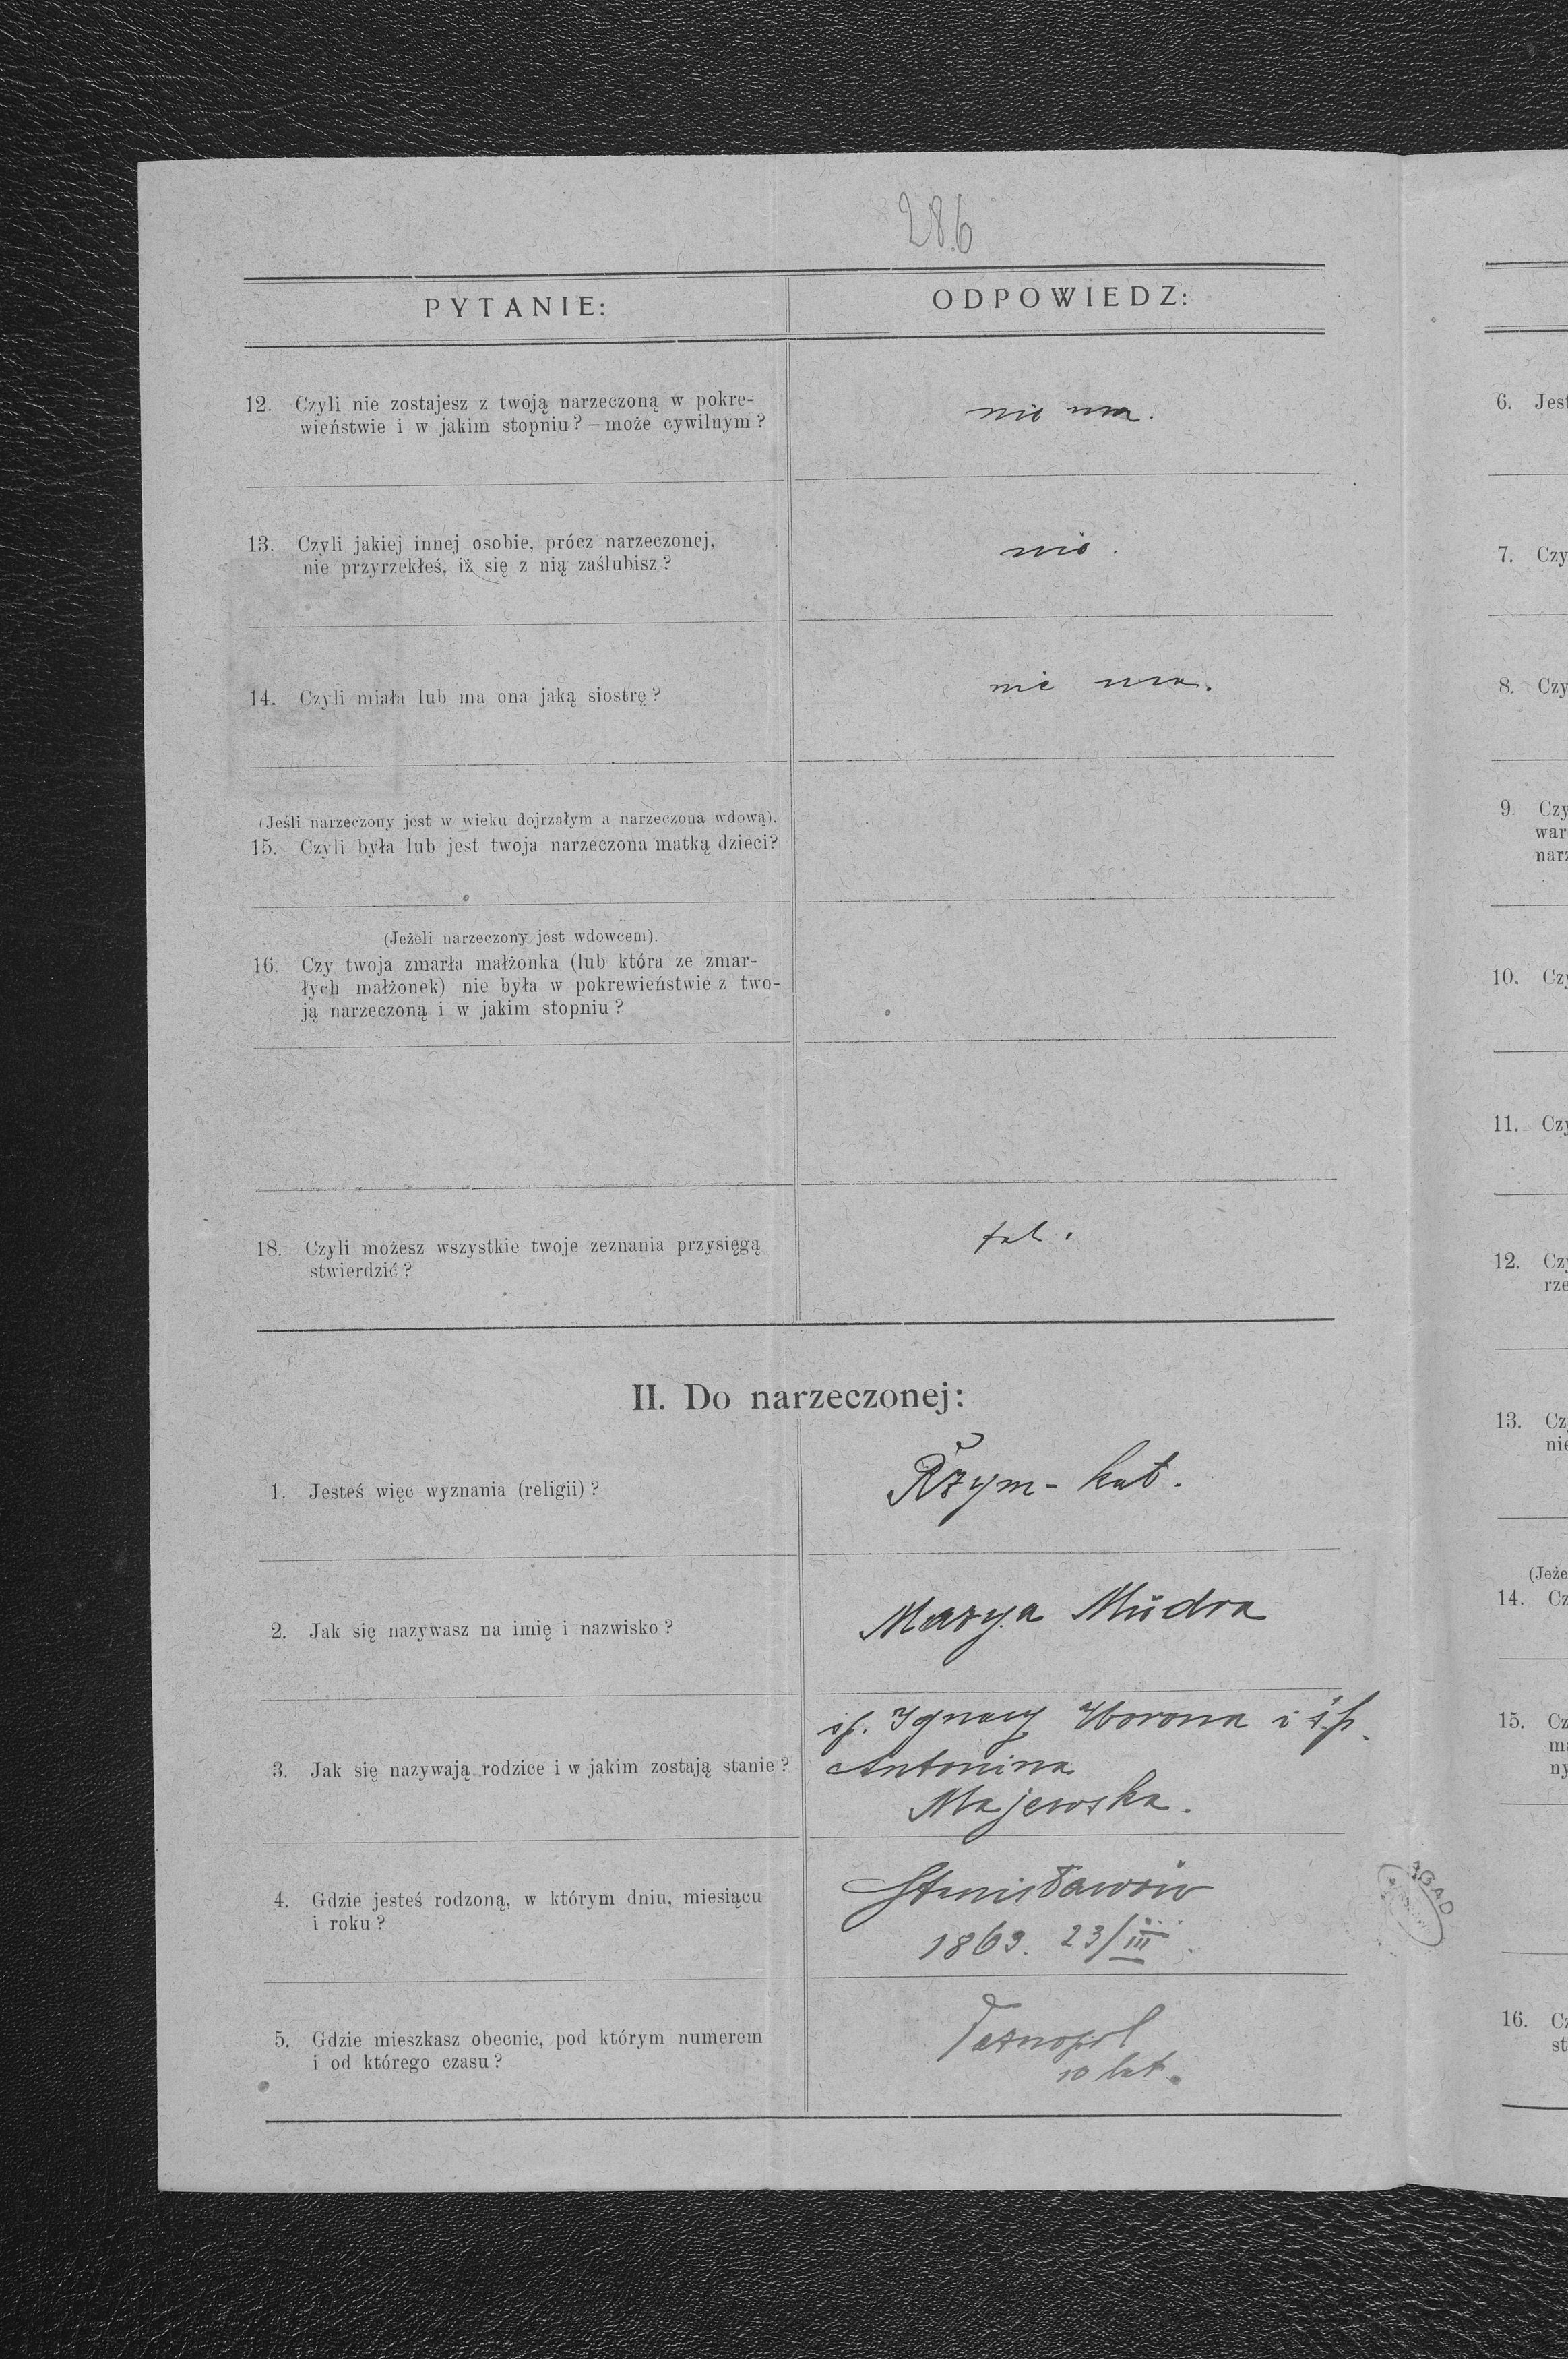 286
PYTANIE:
ODPOWIEDZ:
12. Czyli nie zostajesz z twoją narzeczoną w pokre-
wieństwie i w jakim stopniu? – może cywilnym?
nie ma.
13. Czyli jakiej innej osobie, prócz narzeczonej,
nie przyrzekłeś, iż się z nią zaślubisz?
nie.
14. Czyli miała lub ma ona jaką siostrę?
nie ma.
(Jeśli narzeczony jest w wieku dojrzałym a narzeczona wdową).
15. Czyli była lub jest twoja narzeczona matką dzieci?
(Jeżeli narzeczony jest wdowcem).
16. Czy twoja zmarła małżonka (lub która ze zmar-
łych małżonek) nie była w pokrewieństwie z two-
ją narzeczoną i w jakim stopniu?
18. Czyli możesz wszystkie twoje zeznania przysięgą
stwierdzić?
tak.
II. Do narzeczonej:
1. Jesteś więc wyznania (religii)?
Rzym-kat.
2. Jak się nazywasz na imię i nazwisko?
Marya Mudra
3. Jak się nazywają rodzice i w jakim zostają stanie?
śp. Ignacy Worona i ś.p.
Antonina
Majewska.
4. Gdzie jesteś rodzoną, w którym dniu, miesiącu
i roku?
Stanisławów
1863. 23/III
5. Gdzie mieszkasz obecnie, pod którym numerem
i od którego czasu?
Tarnopol
10 lat.
6. Jest
7. Czy
8. Czy
9. Czy
war
narz
10. Czy
11. Czy
12. Czy
rze
13. Cz
nie
(Jeże
14. Cz
15. Cz
ma
ny
16. Cz
st